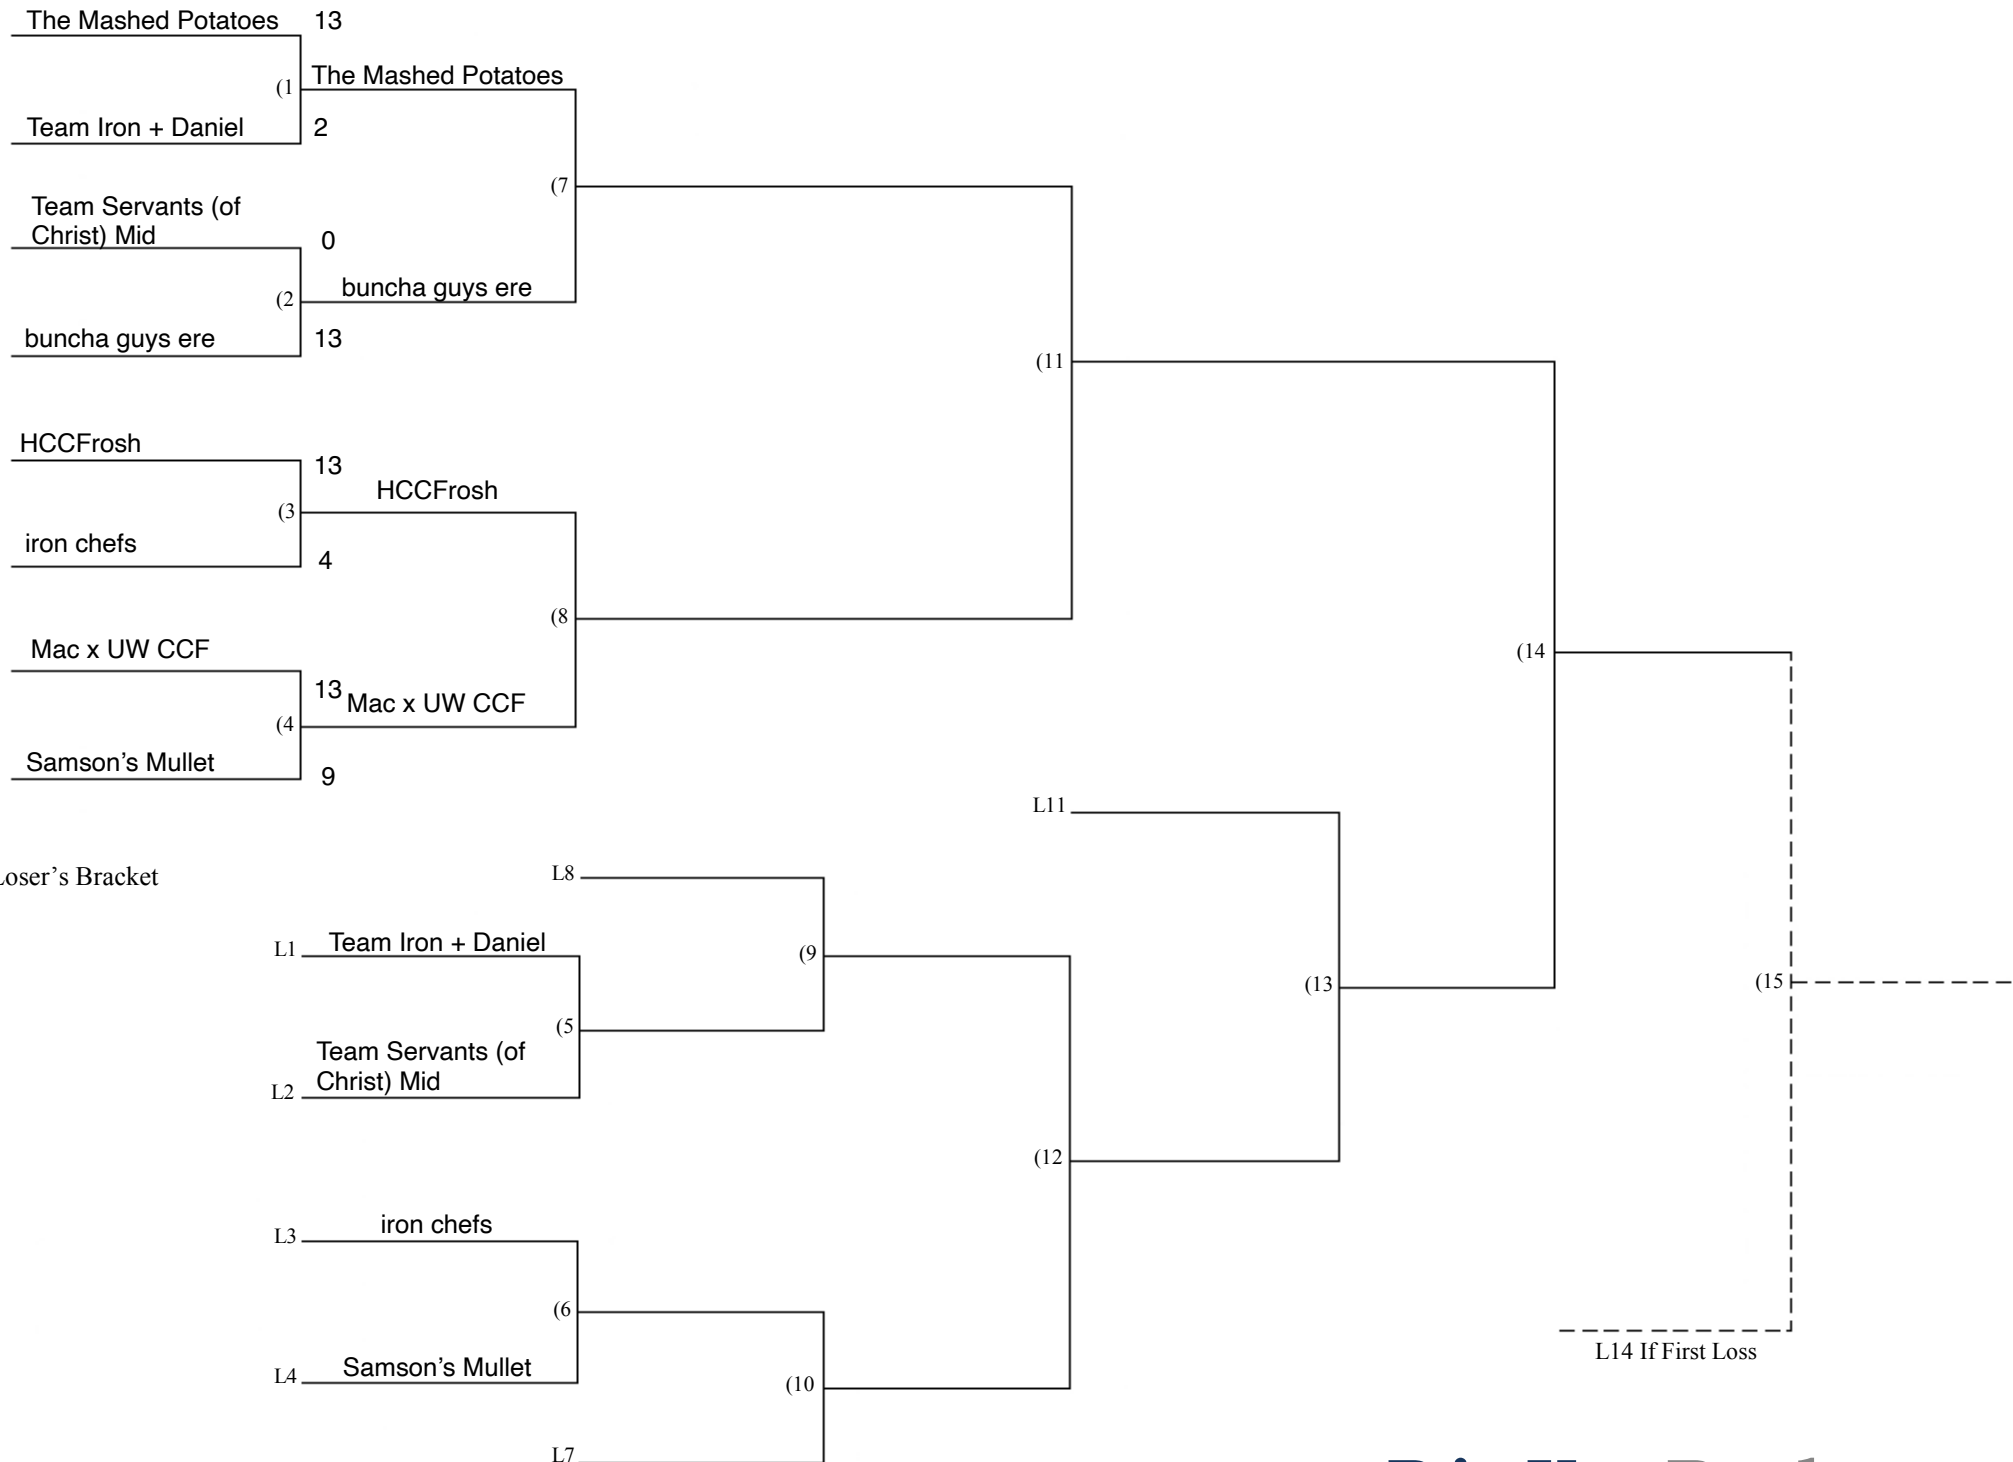 The Mashed Potatoes 13
(1 The Mashed Potatoes
Team Iron + Daniel 2
(7
Team Servants (of
Christ) Mid 0
(2 buncha guys ere
buncha guys ere 13
(11
HCCFrosh 13
HCCFrosh
(3
iron chefs 4
(8
Mac x UW CCF
13 Mac x UW CCF
(4
(14
Samson’s Mullet 9
L11
Loser’s Bracket
L8
L1 Team Iron + Daniel
(9
(13
(15
(5
Team Servants (of
Christ) Mid
L2
(12
L3 iron chefs
(6
L14 If First Loss
L4 Samson’s Mullet
(10
L7